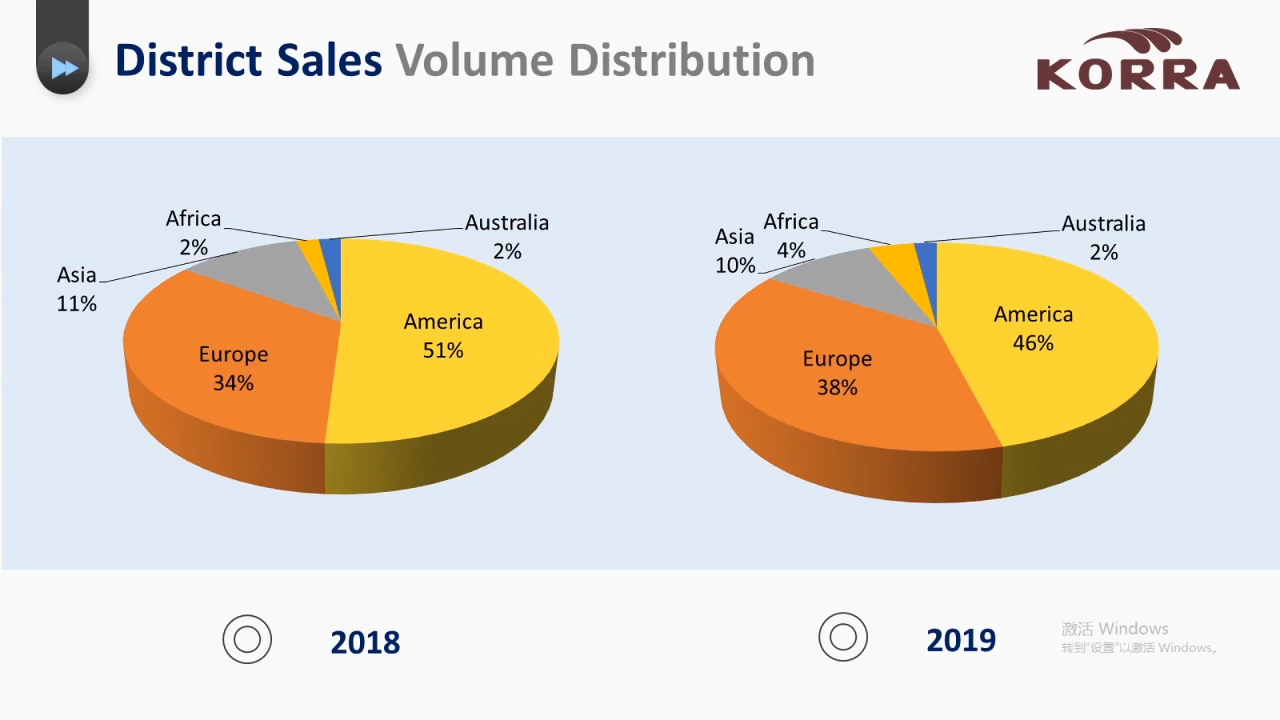 District Sales Volume Distribution
KORRA
Africa
2%
Australia
2%
Asia
11%
America
51%
Europe
34%
Africa
4%
Australia
2%
Asia
10%
America
46%
Europe
38%
2018
2019
激活 Windows
转到"设置"以激活 Windows。